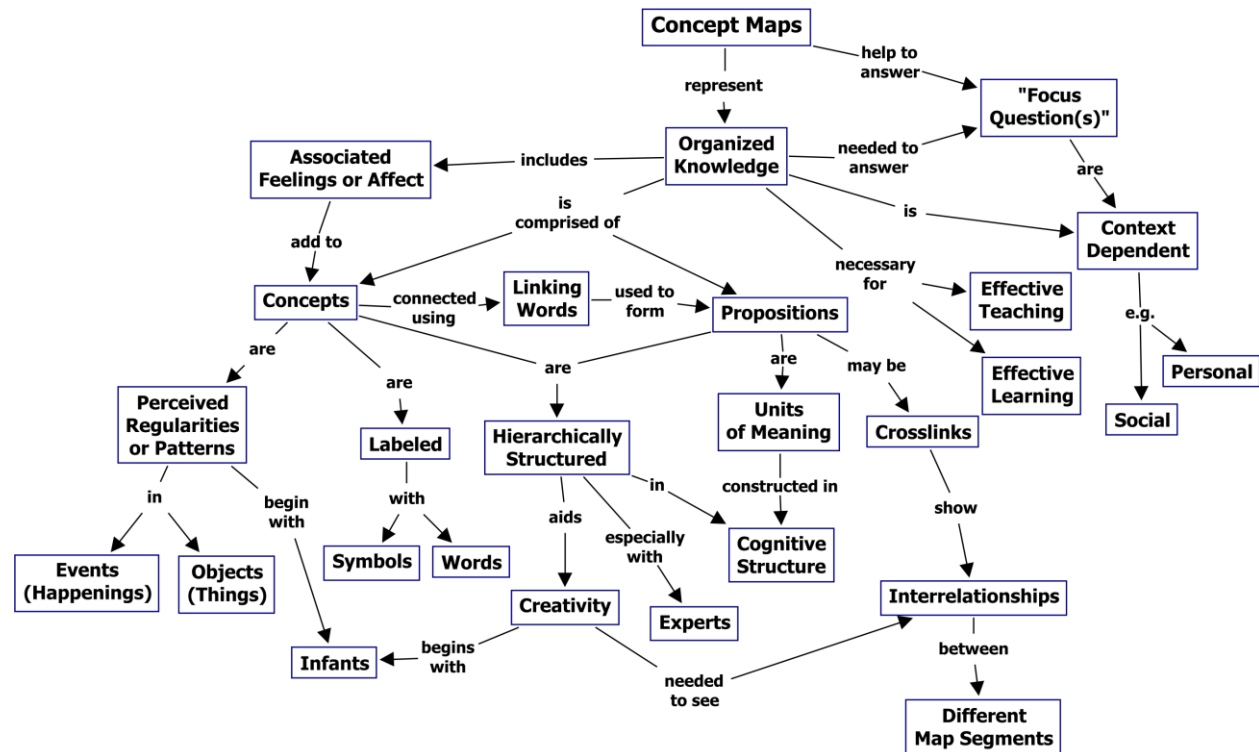 Concept Maps
help to
answer
represent
"Focus
Question(s)"
Organized
Knowledge
needed to
answer
includes
Associated
Feelings or Affect
are
is
comprised of
is
Context
Dependent
add to
necessary
for
Concepts
connected
using
Linking
Words
used to
form
Propositions
Effective
Teaching
e.g.
are
are
are
are
may be
Effective
Learning
Personal
Perceived
Regularities
or Patterns
Labeled
Hierarchically
Structured
Units
of Meaning
Crosslinks
Social
in
begin
with
with
aids
in
constructed in
especially
with
show
Events
(Happenings)
Objects
(Things)
Symbols
Words
Cognitive
Structure
Creativity
Experts
Interrelationships
Infants
begins
with
needed
to see
between
Different
Map Segments